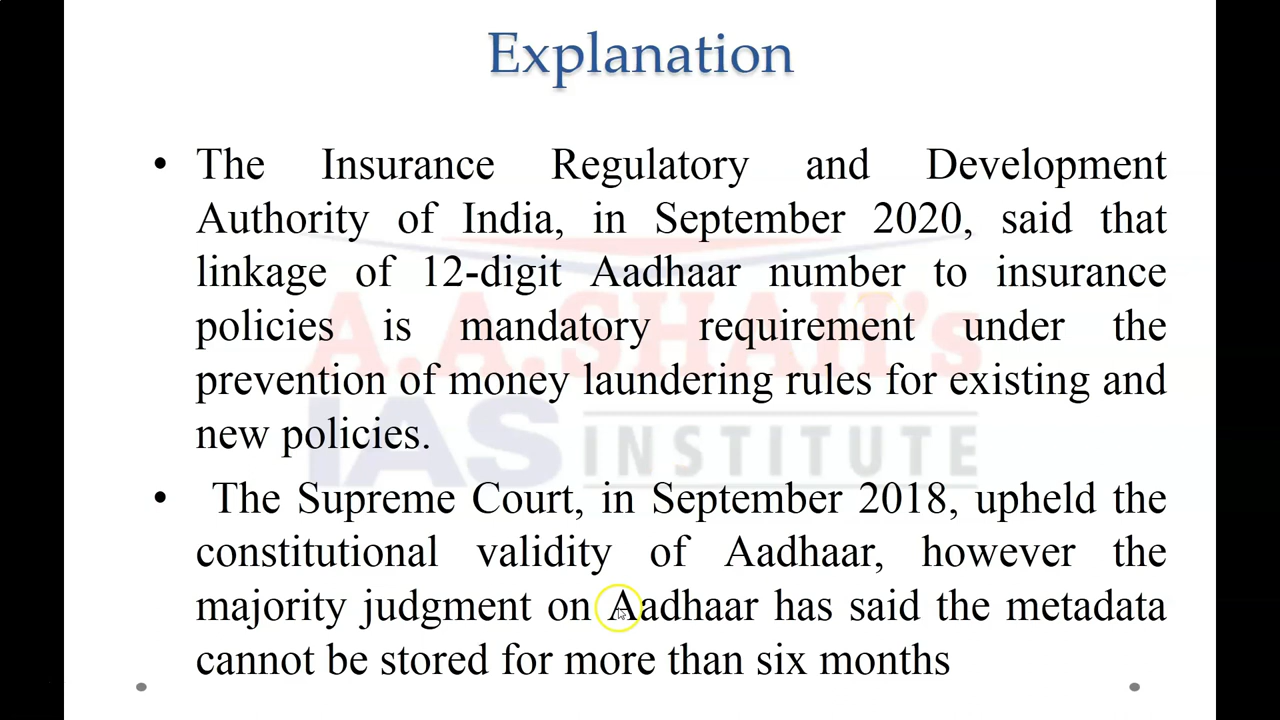 Explanation
• The Insurance Regulatory and Development
Authority of India, in September 2020, said that
linkage of 12-digit Aadhaar number to insurance
policies is mandatory requirement under the
prevention of money laundering rules for existing and
new policies.
• The Supreme Court, in September 2018, upheld the
constitutional validity of Aadhaar, however the
majority judgment on Aadhaar has said the metadata
cannot be stored for more than six months
A.A.SHAH's
IAS INSTITUTE